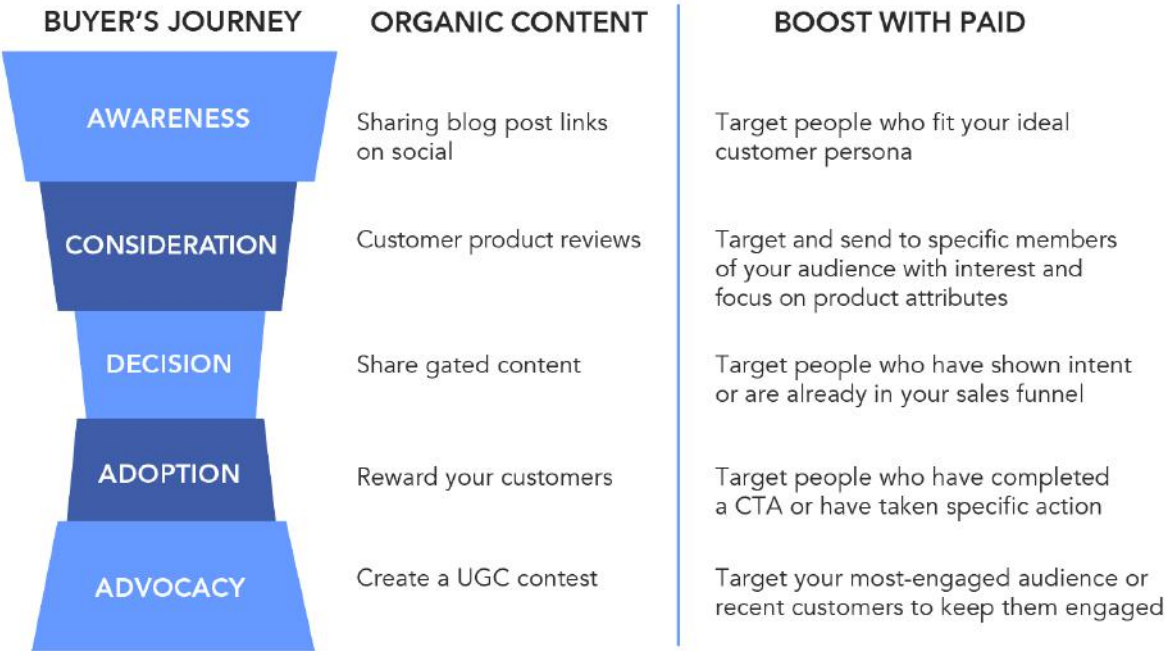 BUYER'S JOURNEY
ORGANIC CONTENT
BOOST WITH PAID
AWARENESS
Sharing blog post links
on social
Target people who fit your ideal
customer persona
CONSIDERATION
Customer product reviews
Target and send to specific members
of your audience with interest and
focus on product attributes
DECISION
Share gated content
Target people who have shown intent
or are already in your sales funnel
ADOPTION
Reward your customers
Target people who have completed
a CTA or have taken specific action
ADVOCACY
Create a UGC contest
Target your most-engaged audience or
recent customers to keep them engaged